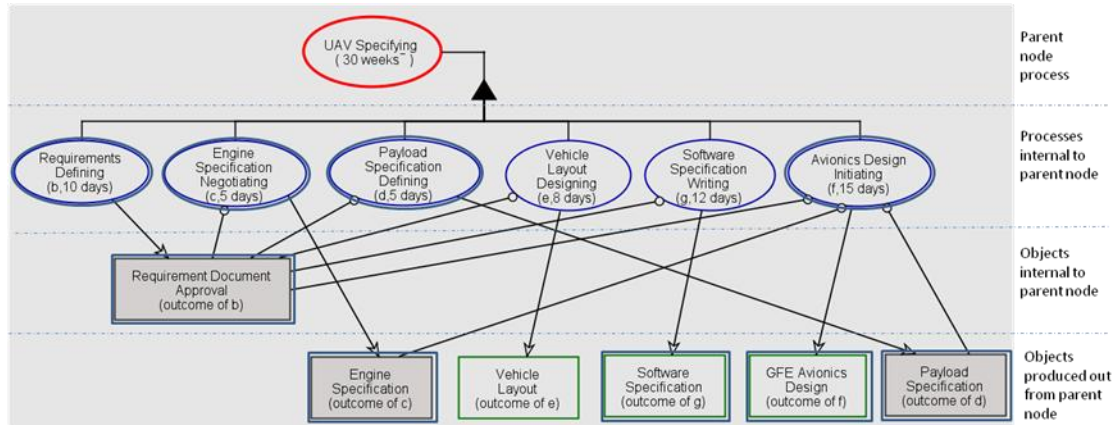 UAV Specifying
( 30 weeks‾ )
Parent
node
process
Requirements
Defining
(b,10 days)
Engine
Specification
Negotiating
(c,5 days)
Payload
Specification
Defining
(d,5 days)
Vehicle
Layout
Designing
(e,8 days)
Software
Specification
Writing
(g,12 days)
Avionics Design
Initiating
(f,15 days)
Processes
internal to
parent node
Requirement Document
Approval
(outcome of b)
Objects
internal to
parent node
Engine
Specification
(outcome of c)
Vehicle
Layout
(outcome of e)
Software
Specification
(outcome of g)
GFE Avionics
Design
(outcome of f)
Payload
Specification
(outcome of d)
Objects
produced out
from parent
node